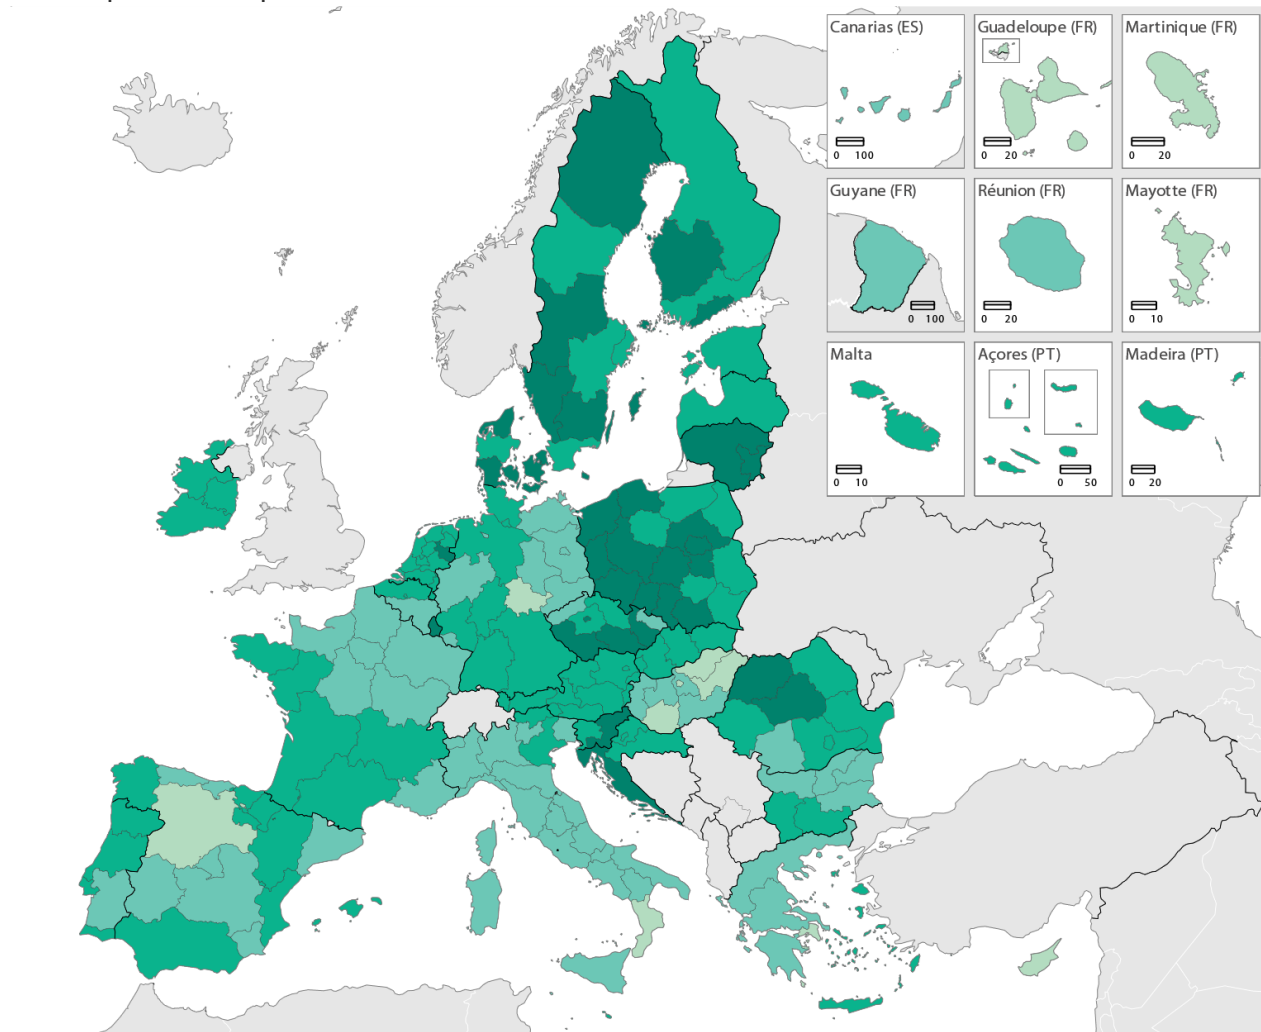 Canarias (ES)
0 100
Guadeloupe (FR)
0 20
Martinique (FR)
0 20
Guyane (FR)
0 100
Réunion (FR)
0 20
Mayotte (FR)
0 10
Malta
0 10
Açores (PT)
0 50
Madeira (PT)
0 20